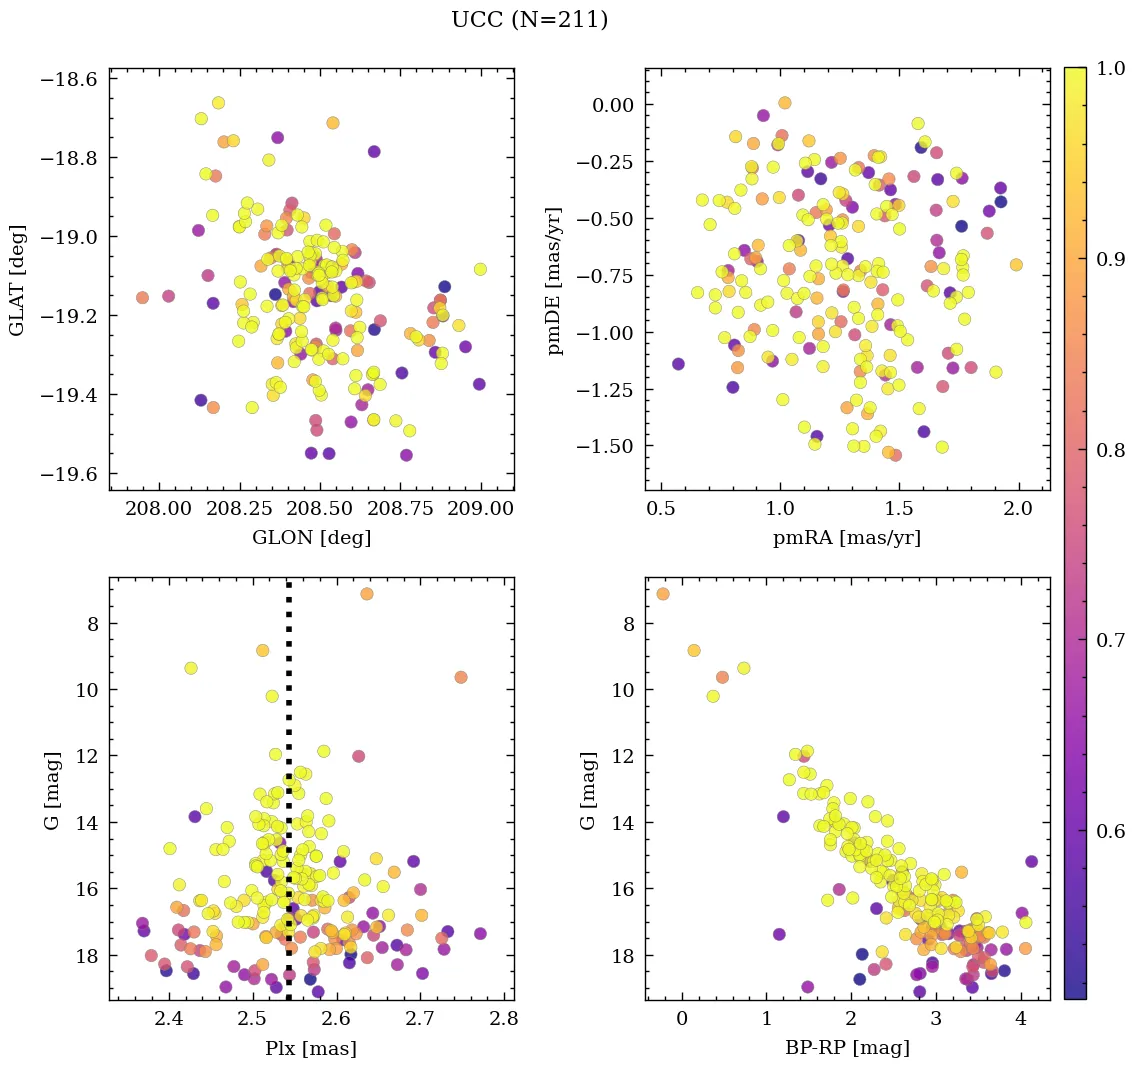 UCC (N=211)
−18.6
−18.8
−19.0
−19.2
−19.4
−19.6
GLAT [deg]
208.00 208.25 208.50 208.75 209.00
GLON [deg]
0.00
−0.25
−0.50
−0.75
−1.00
−1.25
−1.50
pmDE [mas/yr]
0.5 1.0 1.5 2.0
pmRA [mas/yr]
8
10
12
14
16
18
G [mag]
2.4 2.5 2.6 2.7 2.8
Plx [mas]
8
10
12
14
16
18
G [mag]
0 1 2 3 4
BP-RP [mag]
1.0
0.9
0.8
0.7
0.6